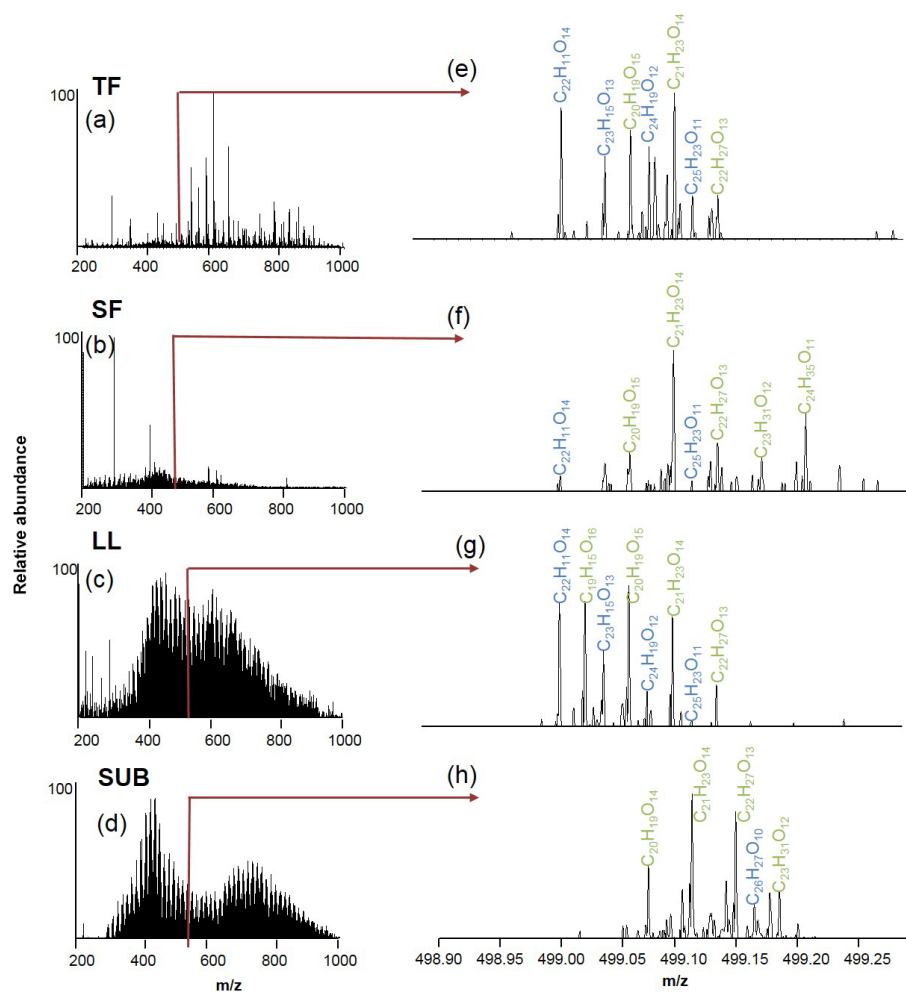 TF
(a)
100
200 400 600 800 1000
(e)
C₂₂H₁₁O₁₄
C₂₃H₁₅O₁₃
C₂₀H₁₉O₁₅
C₂₄H₁₉O₁₂
C₂₁H₂₃O₁₄
C₂₅H₂₃O₁₁
C₂₂H₂₇O₁₃
SF
(b)
100
200 400 600 800 1000
(f)
C₂₂H₁₁O₁₄
C₂₀H₁₉O₁₅
C₂₁H₂₃O₁₄
C₂₅H₂₃O₁₁
C₂₂H₂₇O₁₃
C₂₃H₃₁O₁₂
C₂₄H₃₅O₁₁
Relative abundance
LL
(c)
100
200 400 600 800 1000
(g)
C₂₂H₁₁O₁₄
C₁₉H₁₅O₁₆
C₂₃H₁₅O₁₃
C₂₀H₁₉O₁₅
C₂₄H₁₉O₁₂
C₂₁H₂₃O₁₄
C₂₅H₂₃O₁₁
C₂₂H₂₇O₁₃
SUB
(d)
100
200 400 600 800 1000
m/z
(h)
C₂₀H₁₉O₁₄
C₂₁H₂₃O₁₄
C₂₂H₂₇O₁₃
C₂₆H₂₇O₁₀
C₂₃H₃₁O₁₂
498.90 498.95 499.00 499.05 499.10 499.15 499.20 499.25
m/z